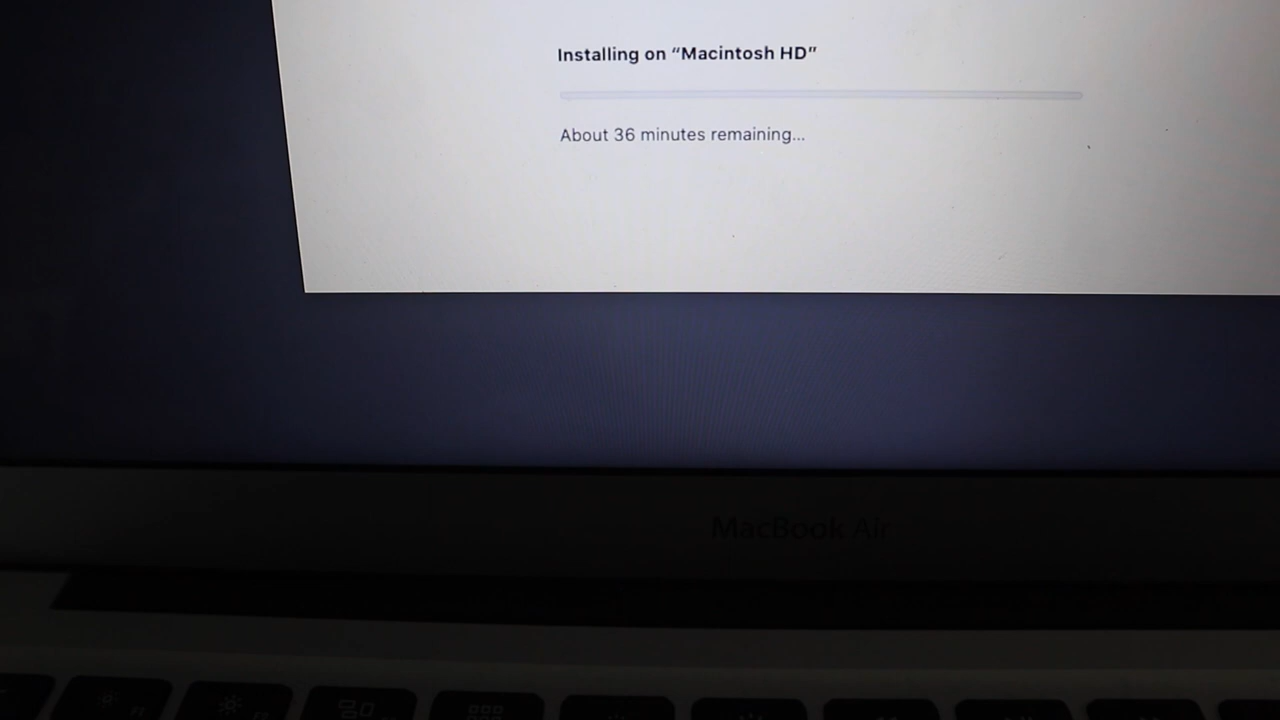 Installing on “Macintosh HD”
About 36 minutes remaining...
MacBook Air